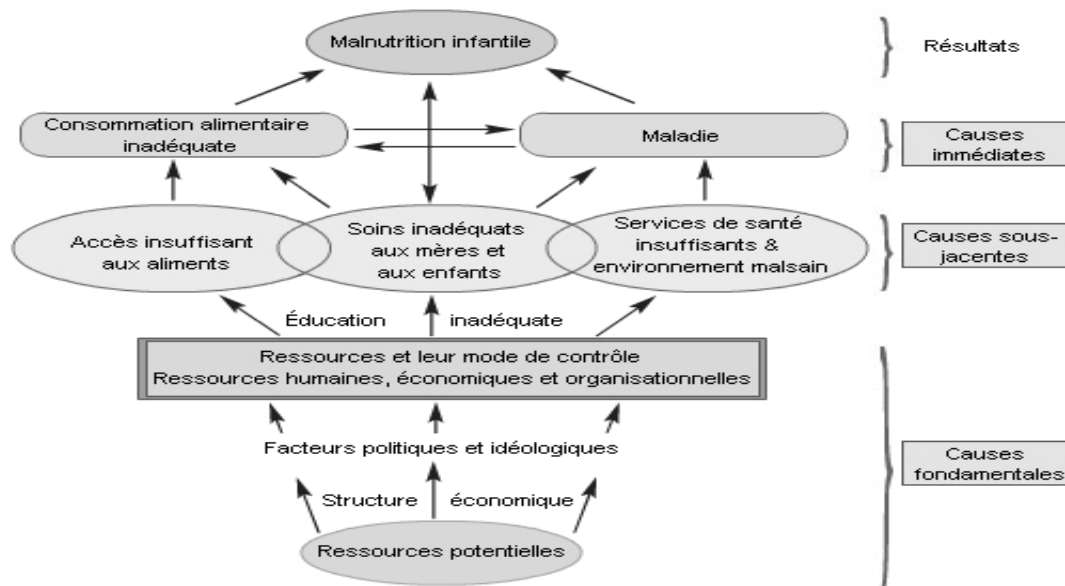 Malnutrition infantile
Résultats
Consommation alimentaire
inadéquate
Maladie
Causes
immédiates
Accès insuffisant
aux aliments
Soins inadéquats
aux mères et
aux enfants
Services de santé
insuffisants &
environnement malsain
Causes sous-
jacentes
Éducation inadéquate
Ressources et leur mode de contrôle
Ressources humaines, économiques et organisationnelles
Facteurs politiques et idéologiques
Causes
fondamentales
Structure économique
Ressources potentielles